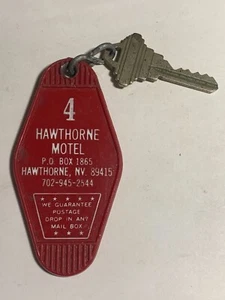 4
HAWTHORNE
MOTEL
P.O. BOX 1865
HAWTHORNE, NV. 89415
702-945-2544
WE GUARANTEE
POSTAGE
DROP IN ANY
MAIL BOX